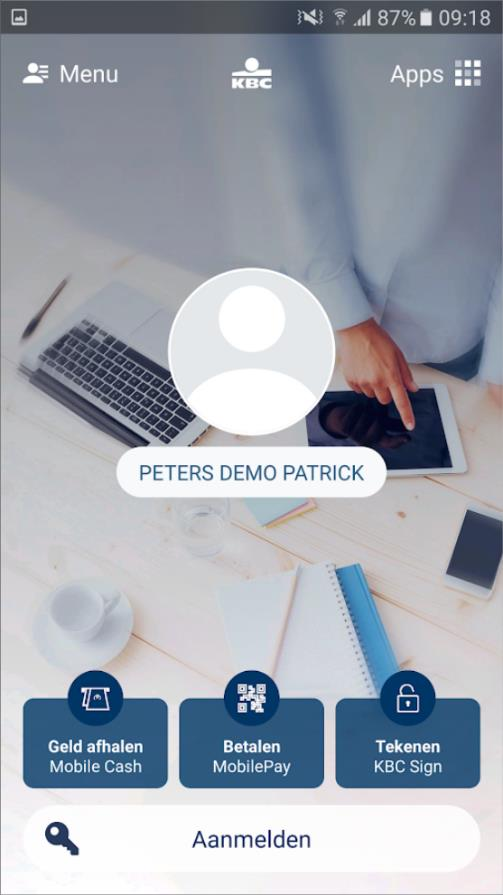 87% 09:18
Menu
KBC
Apps
PETERS DEMO PATRICK
Geld afhalen
Mobile Cash
Betalen
MobilePay
Tekenen
KBC Sign
Aanmelden